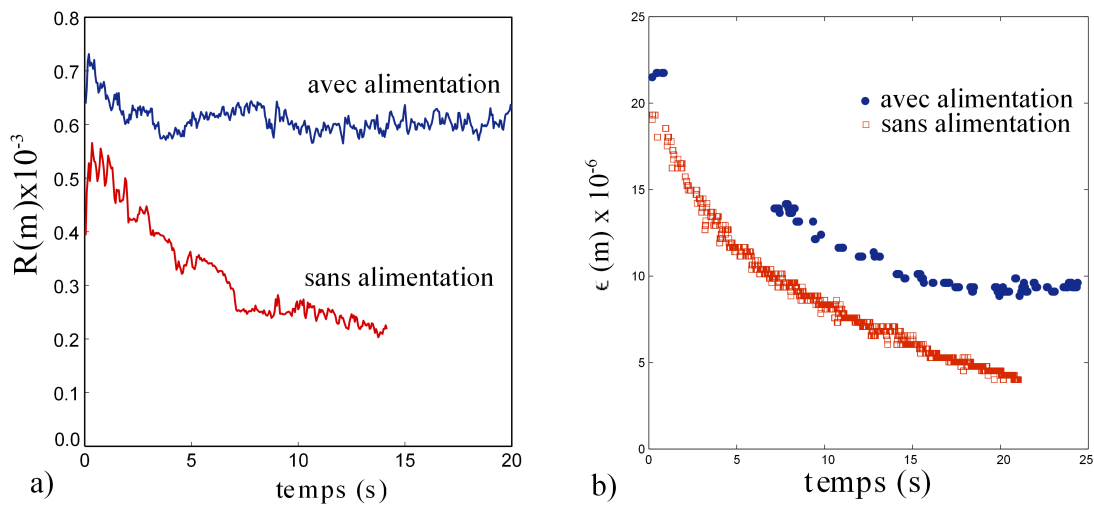 0.8
0.7
0.6
0.5
0.4
0.3
0.2
0.1
0.0
R(m)x10-3
avec alimentation
sans alimentation
0 5 10 15 20
temps (s)
a)
25
20
15
10
5
0
ϵ (m) x 10-6
avec alimentation
sans alimentation
0 5 10 15 20 25
temps (s)
b)